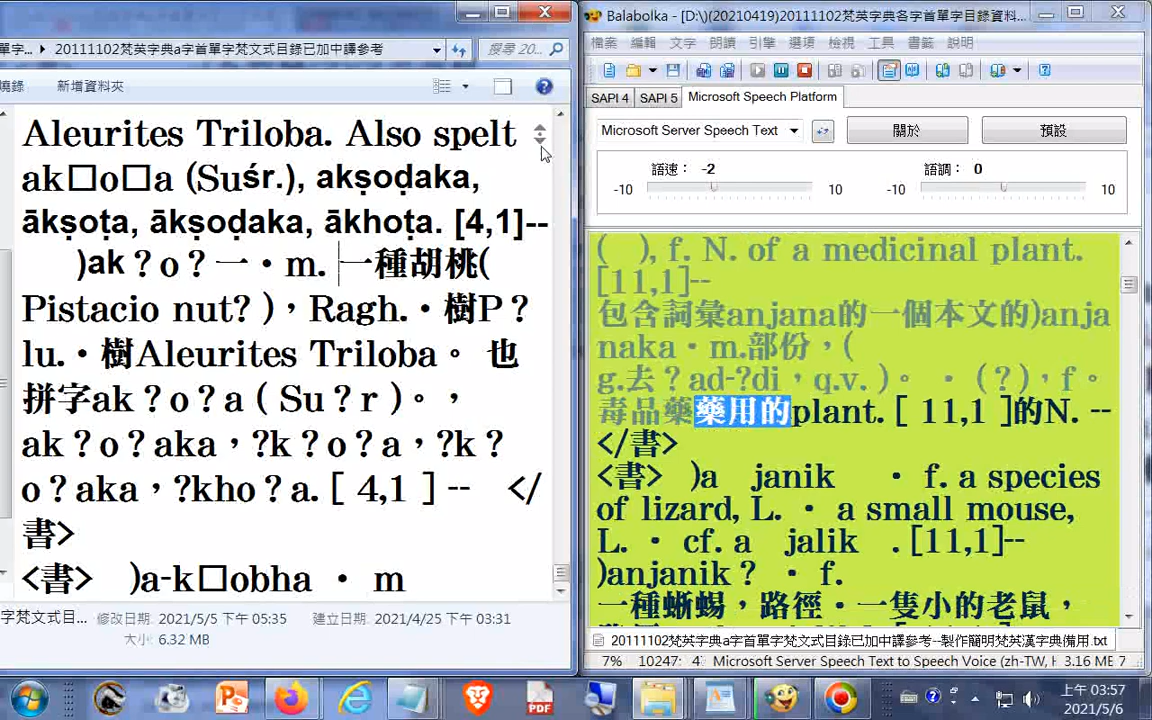 單字... ▸ 20111102梵英字典a字首單字梵文式目錄已加中譯參考
搜尋 20...
燒錄 新增資料夾
Aleurites Triloba. Also spelt
ak□o□a (Suśr.), akṣoḍaka,
ākṣoṭa, ākṣoḍaka, ākhoṭa. [4,1]--
)ak？o？一・m. 一種胡桃(
Pistacio nut? )，Ragh.・樹P？
lu.・樹Aleurites Triloba。 也
拼字ak？o？a ( Su？r )。，
ak？o？aka，?k？o？a，?k？
o？aka，?kho？a. [ 4,1 ] -- </
書>
<書> )a-k□obha ・ m
字梵文式目... 修改日期: 2021/5/5 下午 05:35 建立日期: 2021/4/25 下午 03:31
大小: 6.32 MB
Balabolka - [D:\)(20210419)20111102梵英字典各字首單字目錄資料...
檔案 編輯 文字 朗讀 引擎 選項 檢視 工具 書籤 說明
SAPI 4 SAPI 5 Microsoft Speech Platform
Microsoft Server Speech Text 關於 預設
語速： -2 語調： 0
-10 10 -10 10
( ), f. N. of a medicinal plant.
[11,1]--
包含詞彙anjana的一個本文的)anja
naka・m.部份，(
g.去？ad-?di，q.v. )。 ・ (？)，f。
毒品藥藥用的plant. [ 11,1 ]的N. --
</書>
<書> )a janik ・ f. a species
of lizard, L. ・ a small mouse,
L. ・ cf. a jalik . [11,1]--
)anjanik？ ・ f.
一種蜥蜴，路徑・一隻小的老鼠，
20111102梵英字典a字首單字梵文式目錄已加中譯參考--製作簡明梵英漢字典備用.txt
7% 10247: 4 Microsoft Server Speech Text to Speech Voice (zh-TW, H 3.16 ME 7
PDF
上午 03:57
2021/5/6